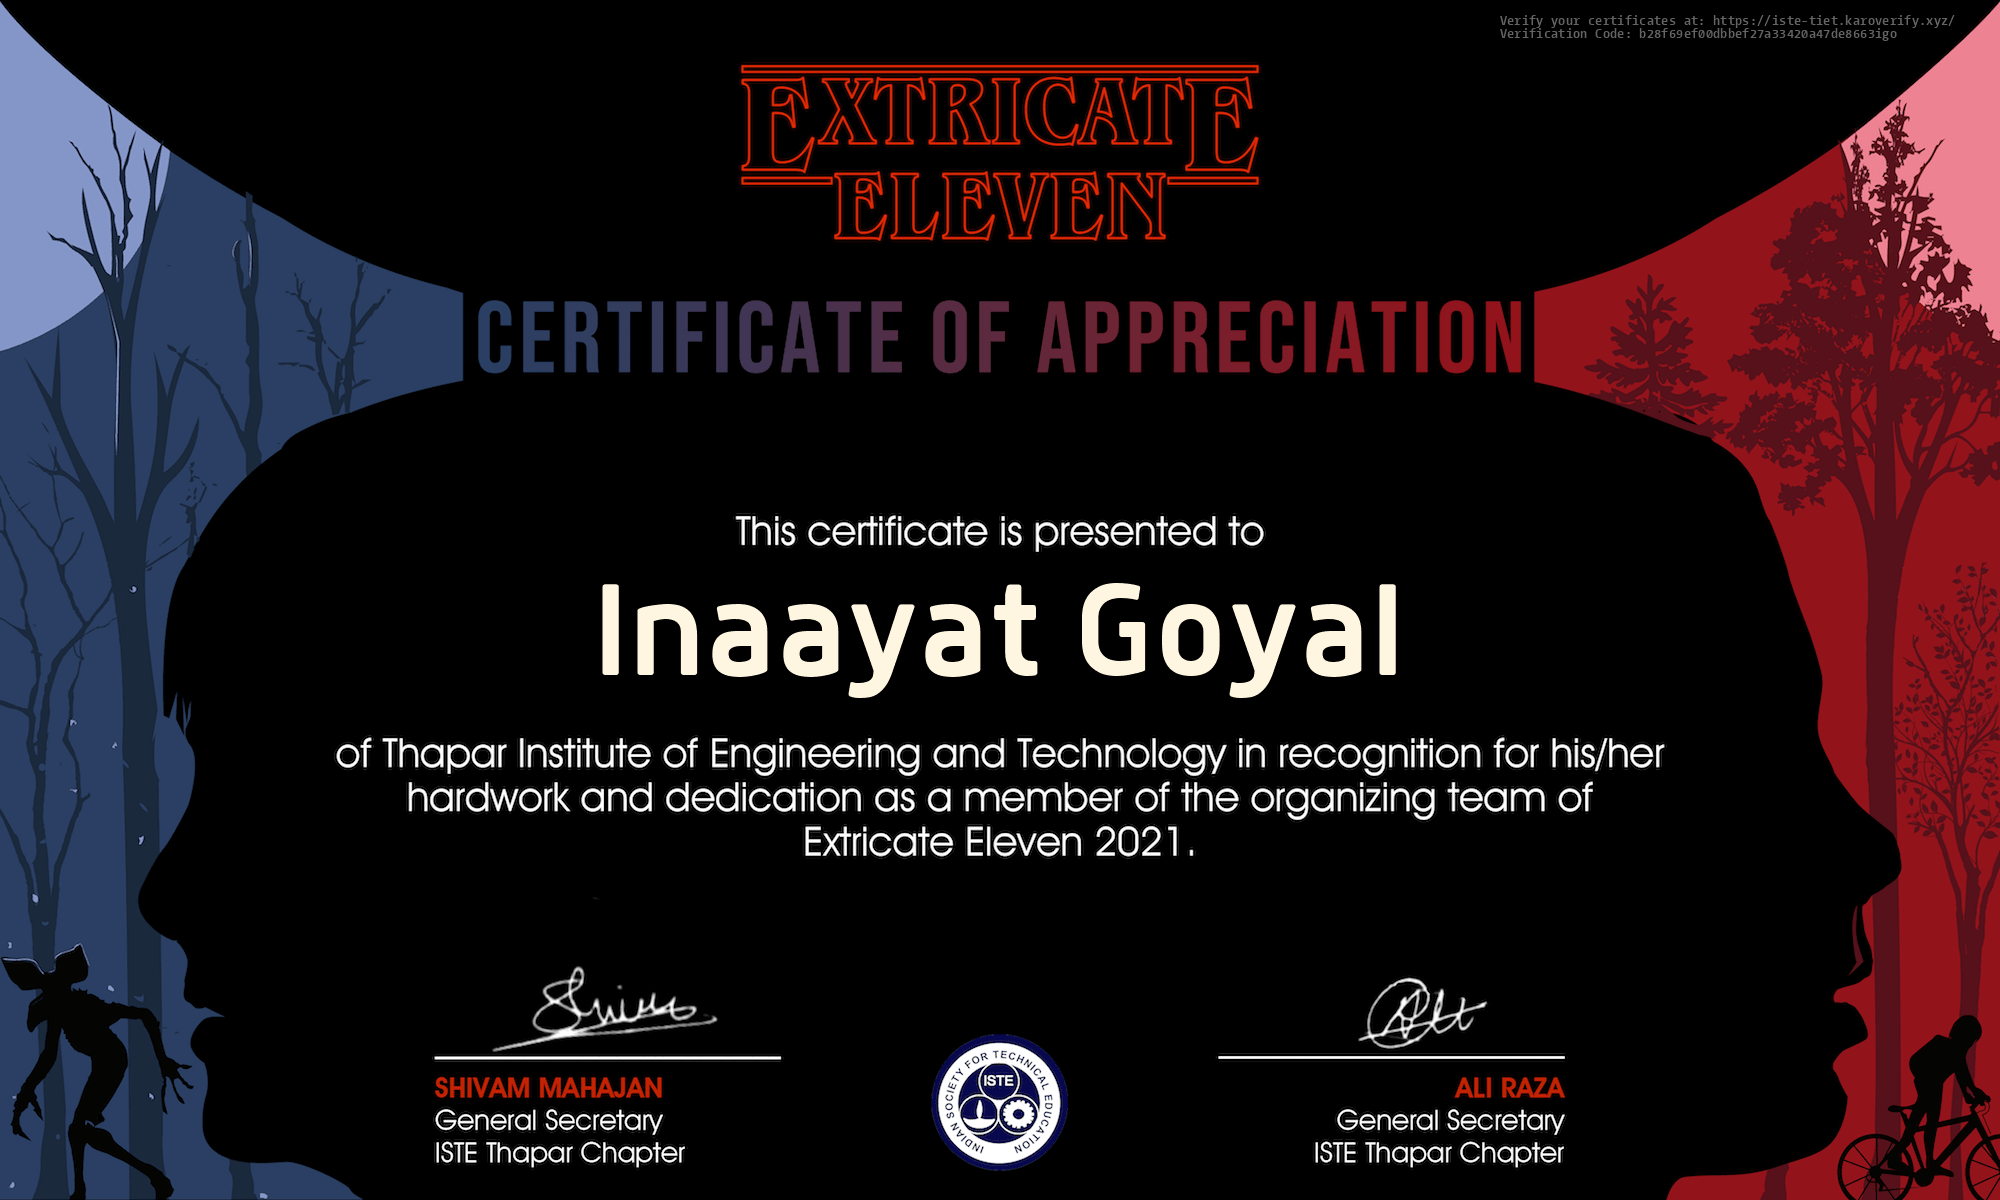 Verify your certificates at: https://iste-tiet.karoverify.xyz/
Verification Code: b28f69ef00dbbef27a33420a47de8663igo
EXTRICATE
ELEVEN
CERTIFICATE OF APPRECIATION
This certificate is presented to
Inaayat Goyal
of Thapar Institute of Engineering and Technology in recognition for his/her
hardwork and dedication as a member of the organizing team of
Extricate Eleven 2021.
SHIVAM MAHAJAN
General Secretary
ISTE Thapar Chapter
INDIAN SOCIETY FOR TECHNICAL EDUCATION
ISTE
ALI RAZA
General Secretary
ISTE Thapar Chapter